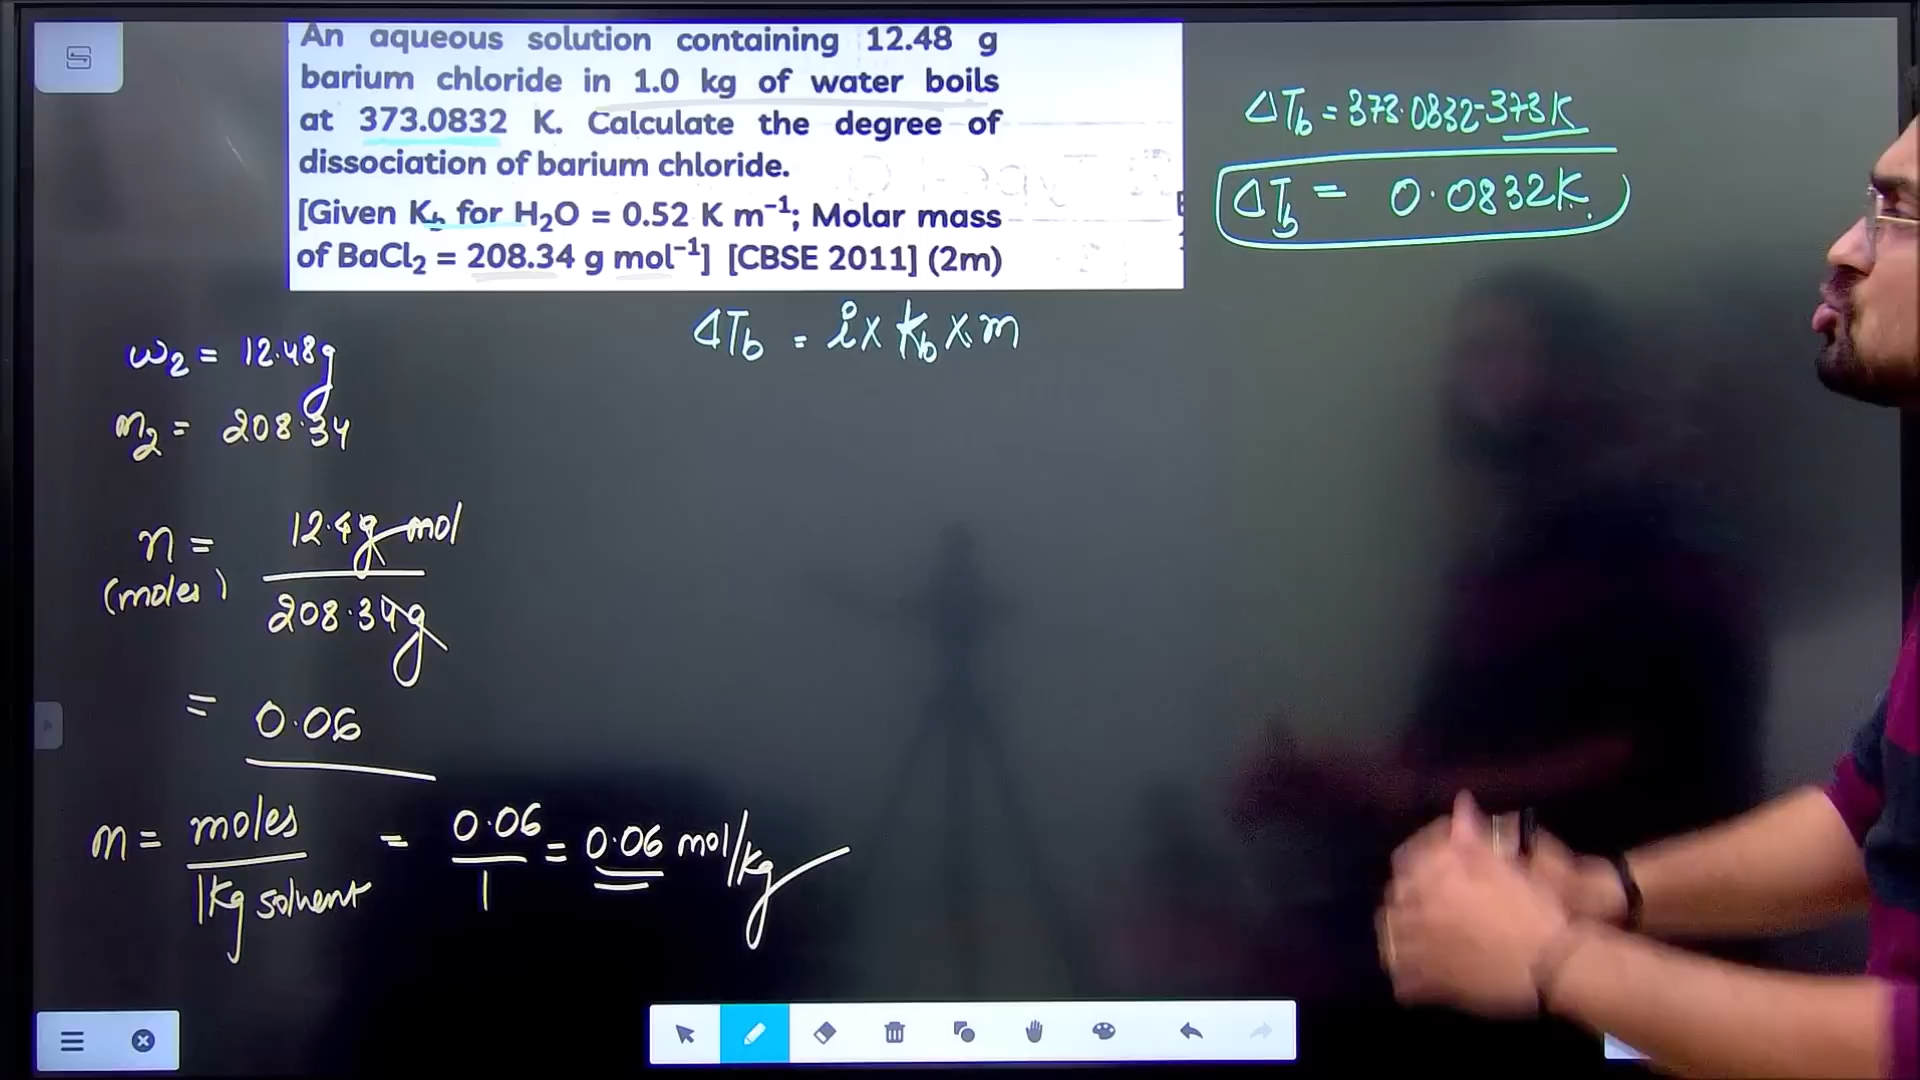 An aqueous solution containing 12.48 g
barium chloride in 1.0 kg of water boils
at 373.0832 K. Calculate the degree of
dissociation of barium chloride.
[Given Kb for H₂O = 0.52 K m⁻¹; Molar mass
of BaCl₂ = 208.34 g mol⁻¹] [CBSE 2011] (2m)
ΔTb = 373.0832-373K
ΔTb = 0.0832K.
ΔTb = i x Kb x m
w₂ = 12.48g
m₂ = 208.34
n = 12.4g mol
(moles) 208.34g
= 0.06
m = moles = 0.06 = 0.06 mol/kg
1kg solvent 1